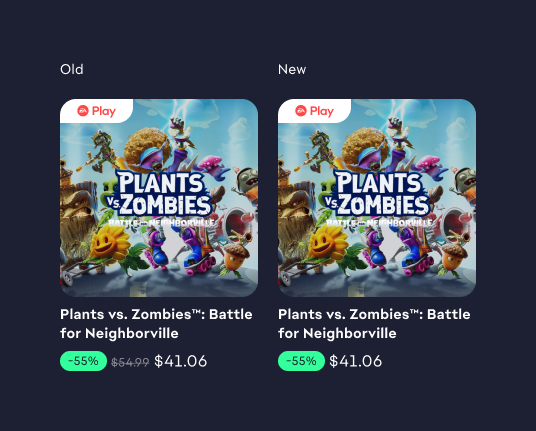 Old
New
EA Play
EA Play
PLANTS
VS. ZOMBIES
BATTLE FOR NEIGHBORVILLE
PLANTS
VS. ZOMBIES
BATTLE FOR NEIGHBORVILLE
Plants vs. Zombies™: Battle
for Neighborville
-55% $54.99 $41.06
Plants vs. Zombies™: Battle
for Neighborville
-55% $41.06